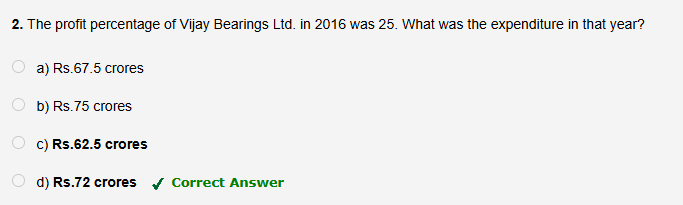 2. The profit percentage of Vijay Bearings Ltd. in 2016 was 25. What was the expenditure in that year?
a) Rs.67.5 crores
b) Rs.75 crores
c) Rs.62.5 crores
d) Rs.72 crores ✓ Correct Answer